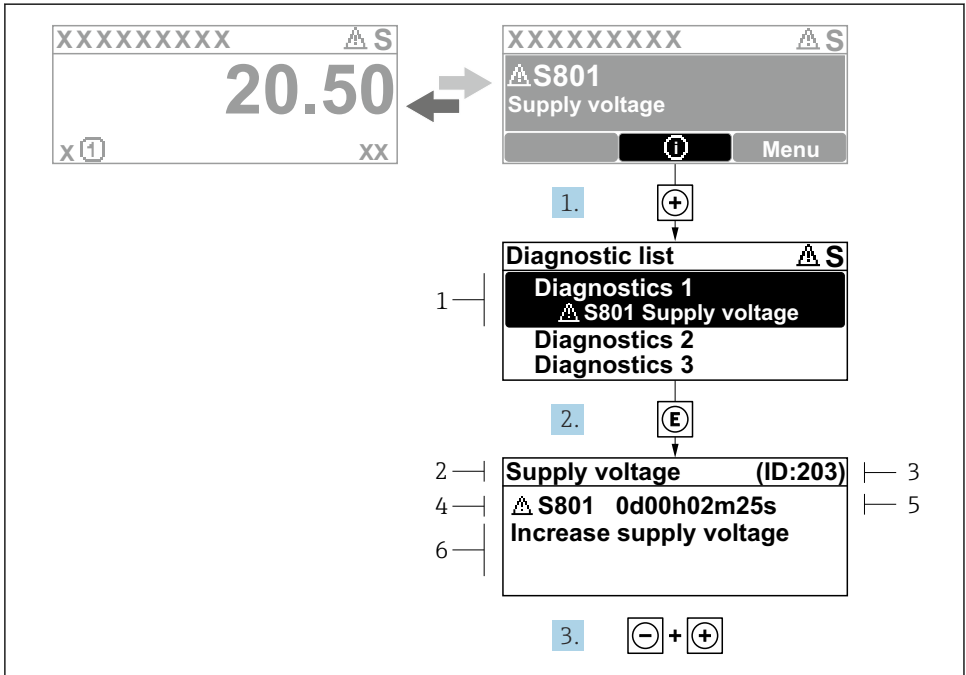 XXXXXXXXX ⚠ S
20.50
x ① XX
XXXXXXXXX ⚠ S
⚠ S801
Supply voltage
ⓘ Menu
1. +
Diagnostic list ⚠ S
1
Diagnostics 1
⚠ S801 Supply voltage
Diagnostics 2
Diagnostics 3
2. E
2 Supply voltage (ID:203) 3
4 ⚠ S801 0d00h02m25s 5
6 Increase supply voltage
3. - + +